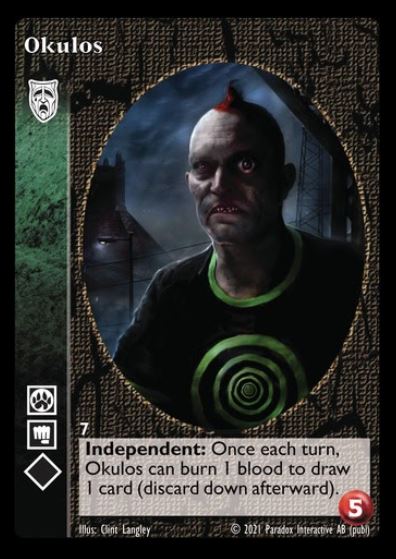 Okulos
7
Independent: Once each turn,
Okulos can burn 1 blood to draw
1 card (discard down afterward).
5
Illus: Clint Langley
© 2021 Paradox Interactive AB (publ)